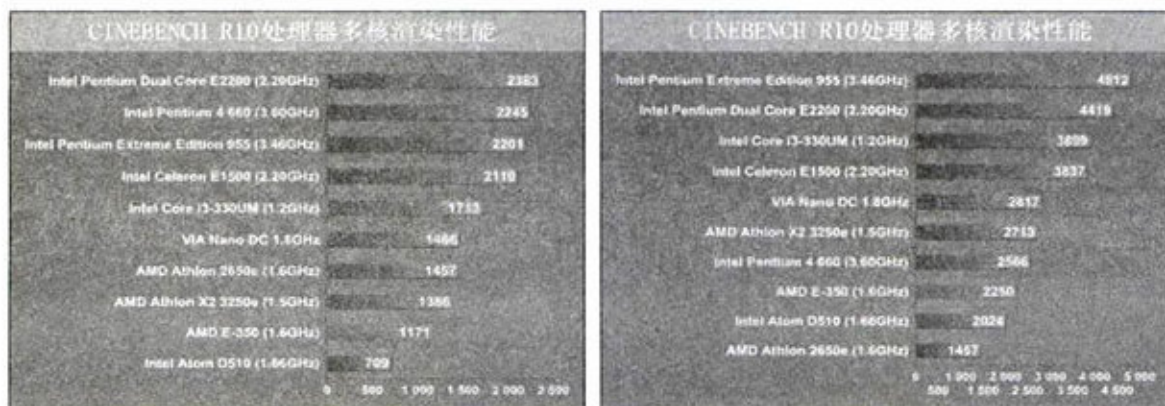 CINEBENCH R10处理器多核渲染性能
Intel Pentium Dual Core E2200 (2.20GHz) 2383
Intel Pentium 4 660 (3.60GHz) 2245
Intel Pentium Extreme Edition 955 (3.46GHz) 2201
Intel Celeron E1500 (2.20GHz) 2110
Intel Core i3-330UM (1.2GHz)
VIA Nano DC 1.8GHz 1466
AMD Athlon 2650e (1.6GHz) 1457
AMD Athlon X2 3250e (1.5GHz) 1386
AMD E-350 (1.6GHz) 1171
Intel Atom D510 (1.66GHz) 709
0 500 1 000 1 500 2 000 2 500
CINEBENCH R10处理器多核渲染性能
Intel Pentium Extreme Edition 955 (3.46GHz) 4812
Intel Pentium Dual Core E2200 (2.20GHz) 4419
Intel Core i3-330UM (1.2GHz) 3899
Intel Celeron E1500 (2.20GHz) 3837
VIA Nano DC 1.8GHz 2817
AMD Athlon X2 3250e (1.5GHz)
Intel Pentium 4 660 (3.60GHz) 2566
AMD E-350 (1.6GHz) 2250
Intel Atom D510 (1.66GHz) 2024
AMD Athlon 2650e (1.6GHz) 1457
0 1 000 2 000 3 000 4 000 5 000
500 1 500 2 500 3 500 4 500